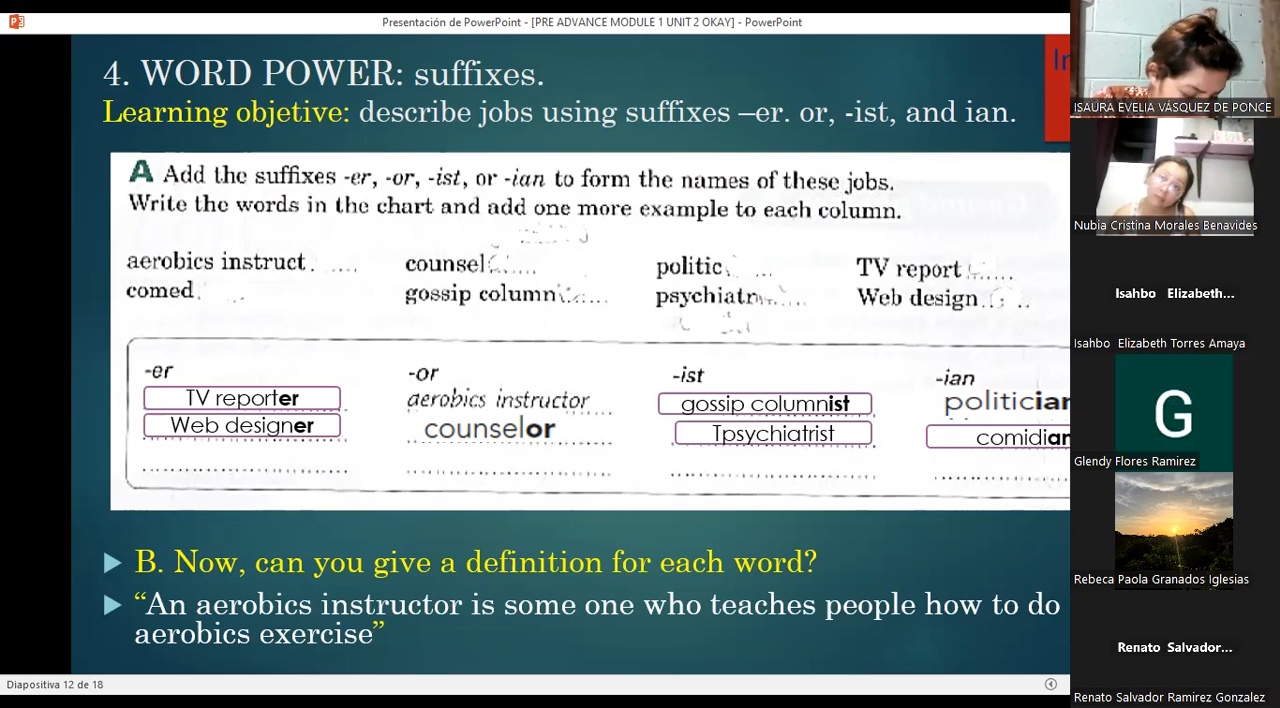 Presentación de PowerPoint - [PRE ADVANCE MODULE 1 UNIT 2 OKAY] - PowerPoint
4. WORD POWER: suffixes.
Learning objetive: describe jobs using suffixes –er. or, -ist, and ian.
A Add the suffixes -er, -or, -ist, or -ian to form the names of these jobs.
Write the words in the chart and add one more example to each column.
aerobics instruct counsel politic TV report
comed gossip column psychiatr Web design
-er -or -ist -ian
TV reporter aerobics instructor gossip columnist politician
Web designer counselor Tpsychiatrist comidian
B. Now, can you give a definition for each word?
“An aerobics instructor is some one who teaches people how to do
aerobics exercise”
Diapositiva 12 de 18
ISAURA EVELIA VÁSQUEZ DE PONCE
Nubia Cristina Morales Benavides
Isahbo Elizabeth...
Isahbo Elizabeth Torres Amaya
G
Glendy Flores Ramirez
Rebeca Paola Granados Iglesias
Renato Salvador...
Renato Salvador Ramirez Gonzalez